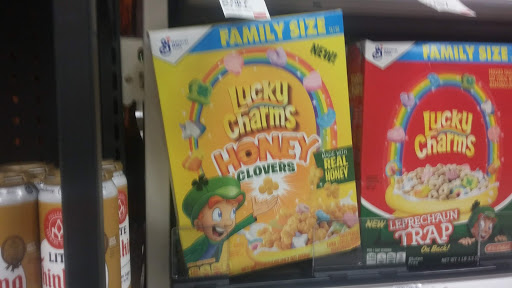 FAMILY SIZE
NEW!
Lucky
Charms
HONEY
CLOVERS
MADE WITH
REAL
HONEY
FAMILY SIZE
Lucky
Charms
NEW
LEPRECHAUN
TRAP
On Back!
LITE